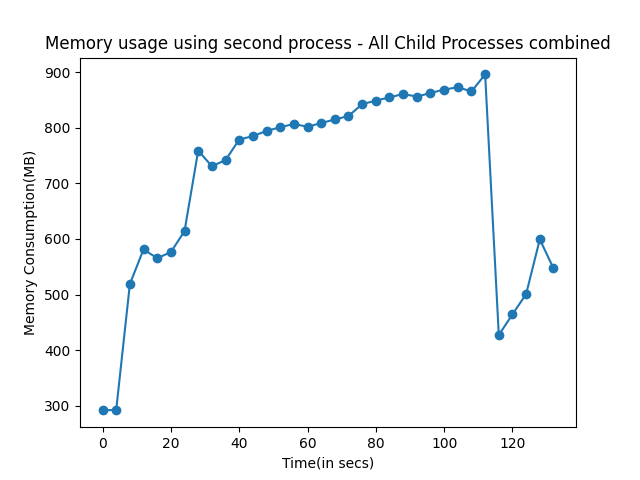 Memory usage using second process - All Child Processes combined
900
800
700
600
500
400
300
Memory Consumption(MB)
0 20 40 60 80 100 120
Time(in secs)